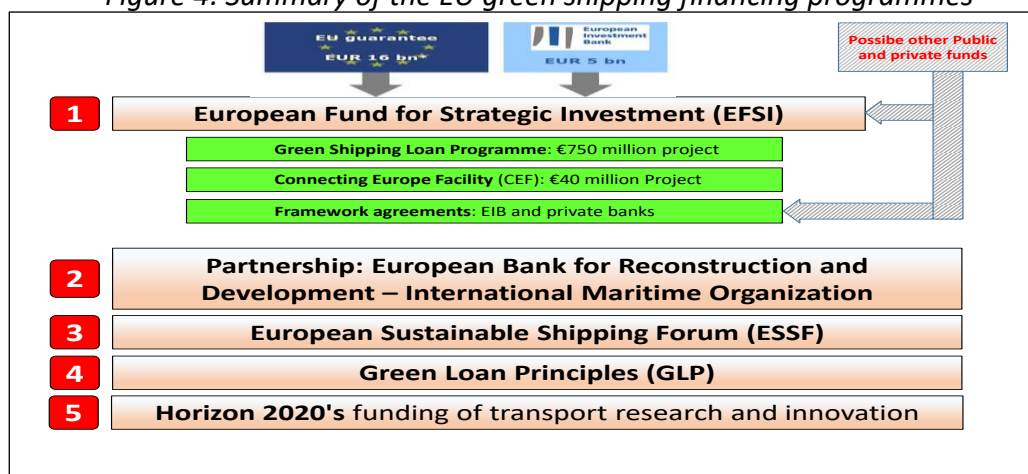 Figure 4: Summary of the EU green shipping financing programmes
EU guarantee
EUR 16 bn*
European
Investment
Bank
EUR 5 bn
Possibe other Public
and private funds
1
European Fund for Strategic Investment (EFSI)
Green Shipping Loan Programme: €750 million project
Connecting Europe Facility (CEF): €40 million Project
Framework agreements: EIB and private banks
2
Partnership: European Bank for Reconstruction and
Development – International Maritime Organization
3
European Sustainable Shipping Forum (ESSF)
4
Green Loan Principles (GLP)
5
Horizon 2020's funding of transport research and innovation